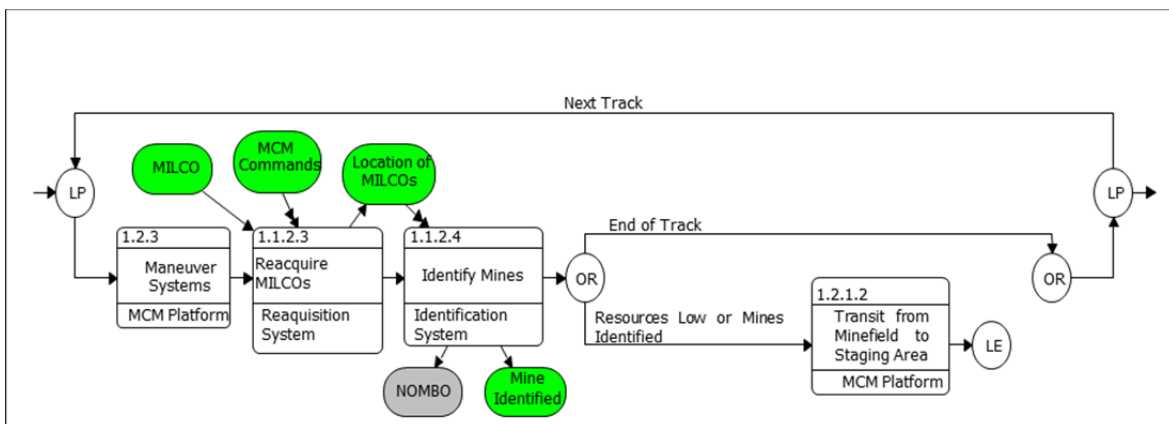 Next Track
MILCO
MCM
Commands
Location of
MILCOs
LP
LP
End of Track
1.2.3
Maneuver
Systems
MCM Platform
1.1.2.3
Reacquire
MILCOs
Reaquisition
System
1.1.2.4
Identify Mines
Identification
System
OR
OR
Resources Low or Mines
Identified
1.2.1.2
Transit from
Minefield to
Staging Area
MCM Platform
LE
NOMBO
Mine
Identified